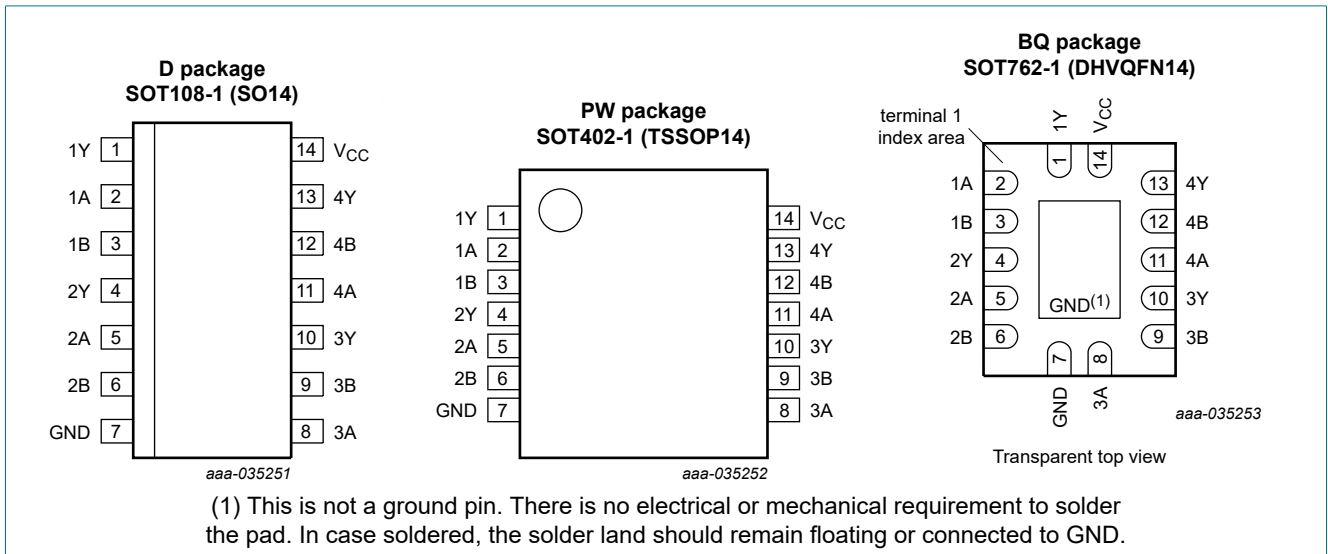 D package
SOT108-1 (SO14)
1Y 1
14 VCC
1A 2
13 4Y
1B 3
12 4B
2Y 4
11 4A
2A 5
10 3Y
2B 6
9 3B
GND 7
8 3A
aaa-035251
PW package
SOT402-1 (TSSOP14)
1Y 1
14 VCC
1A 2
13 4Y
1B 3
12 4B
2Y 4
11 4A
2A 5
10 3Y
2B 6
9 3B
GND 7
8 3A
aaa-035252
BQ package
SOT762-1 (DHVQFN14)
terminal 1
index area
1Y
VCC
1
14
1A 2
13 4Y
1B 3
12 4B
2Y 4
11 4A
2A 5
10 3Y
2B 6
9 3B
GND(1)
7
8
GND
3A
aaa-035253
Transparent top view
(1) This is not a ground pin. There is no electrical or mechanical requirement to solder
the pad. In case soldered, the solder land should remain floating or connected to GND.